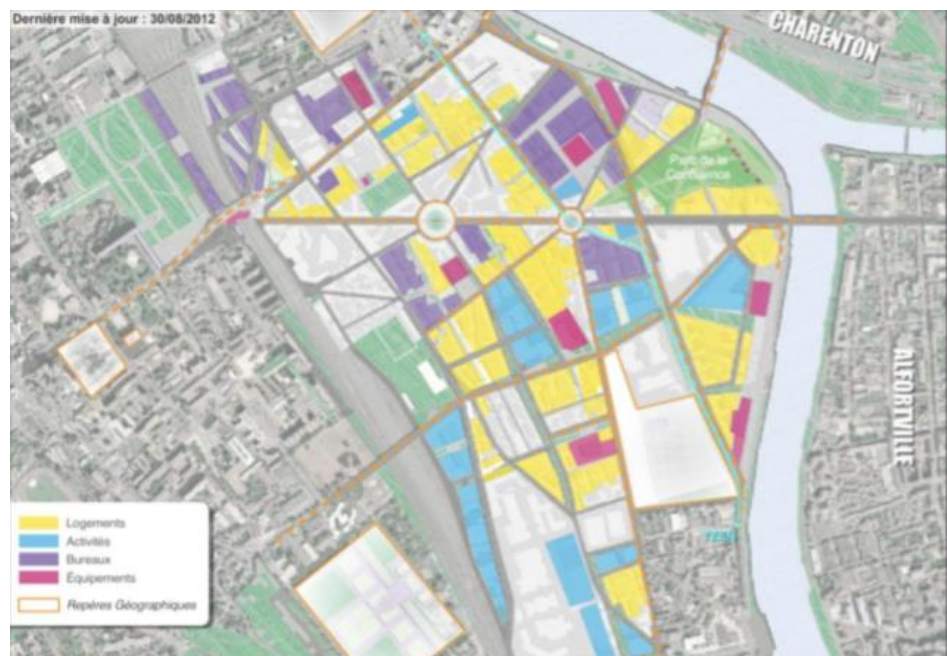 Dernière mise à jour : 30/08/2012
CHARENTON
Parc de la
Confluence
ALFORTVILLE
Logements
Activités
Bureaux
Équipements
Repères Géographiques